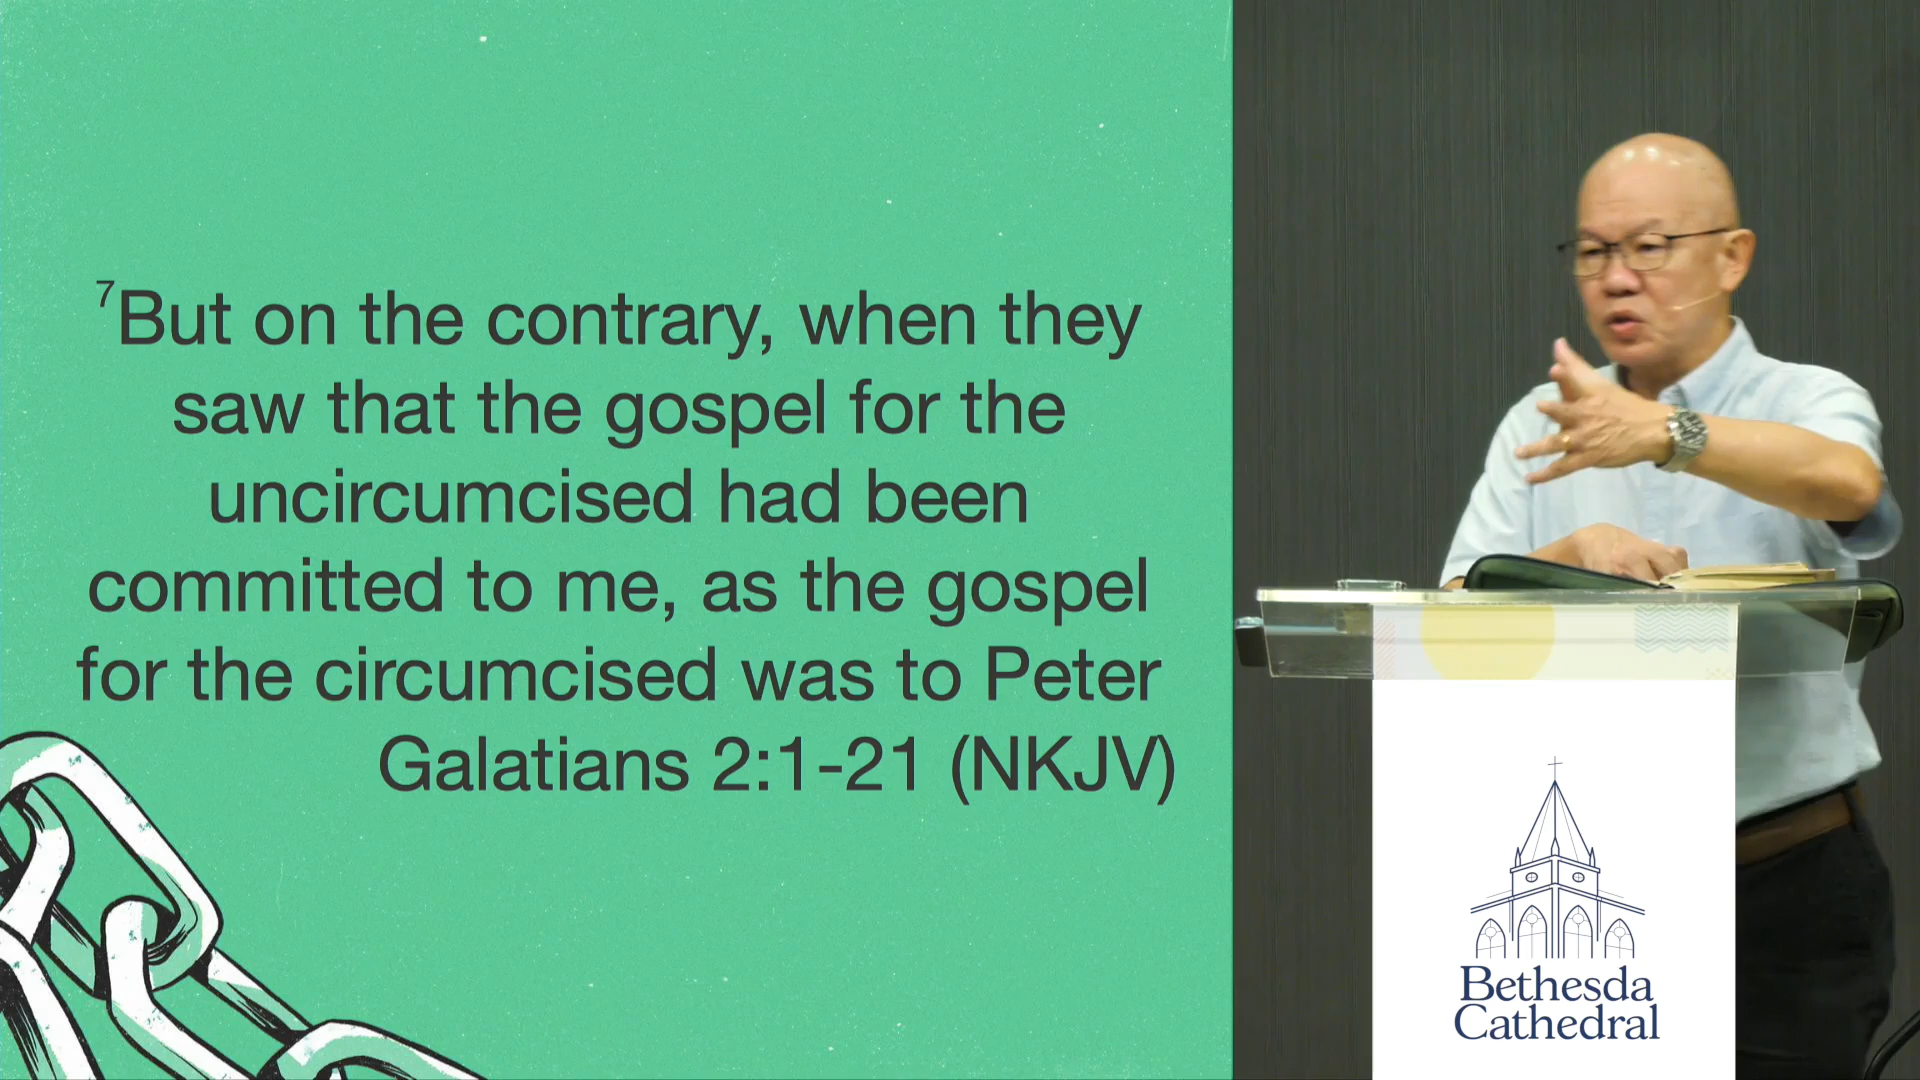 7But on the contrary, when they
saw that the gospel for the
uncircumcised had been
committed to me, as the gospel
for the circumcised was to Peter
Galatians 2:1-21 (NKJV)
Bethesda
Cathedral